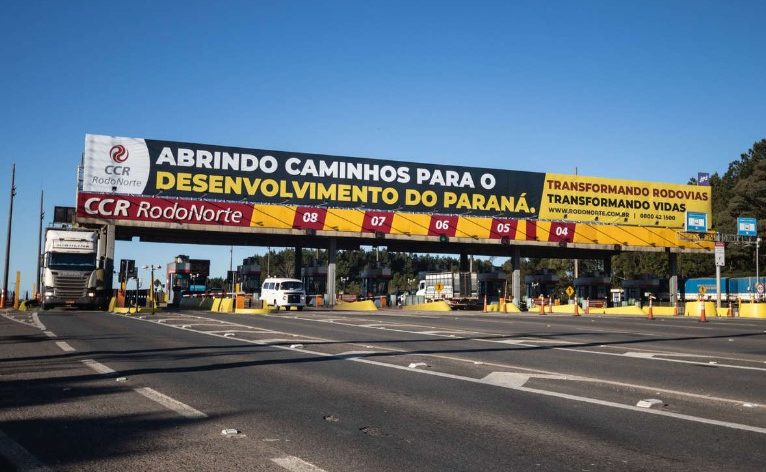 CCR
RodoNorte
ABRINDO CAMINHOS PARA O
DESENVOLVIMENTO DO PARANÁ.
TRANSFORMANDO RODOVIAS
TRANSFORMANDO VIDAS
WWW.RODONORTE.COM.BR | 0800 42 1500
CCR RodoNorte
08
07
06
05
04